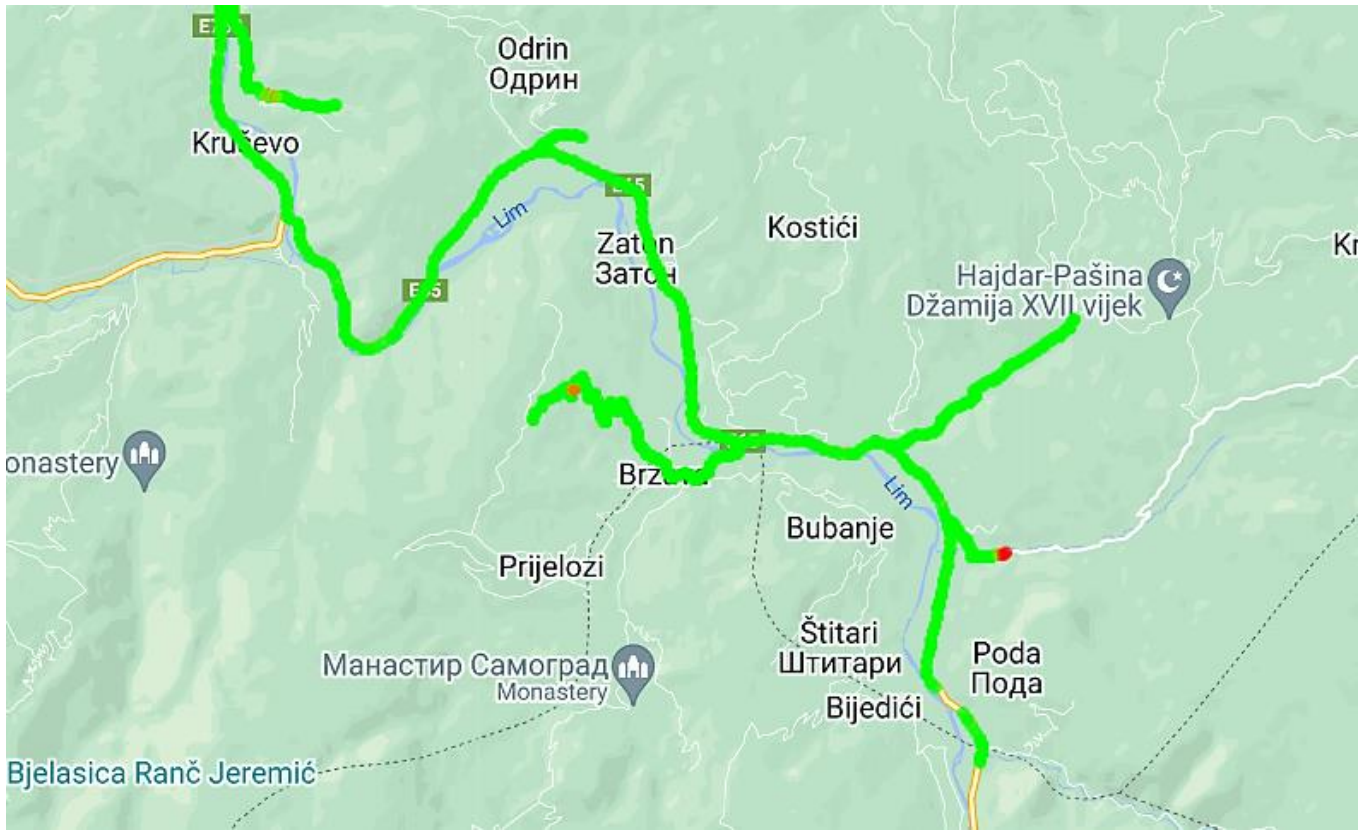 Odrin
Одрин
Kruševo
E65
Lim
Zaton
Затон
Kostići
Hajdar-Pašina
Džamija XVII vijek
onastery
Bubanje
Lim
Prijelozi
Štitari
Штитари
Poda
Пода
Манастир Самоград
Monastery
Bijedići
Bjelasica Ranč Jeremić